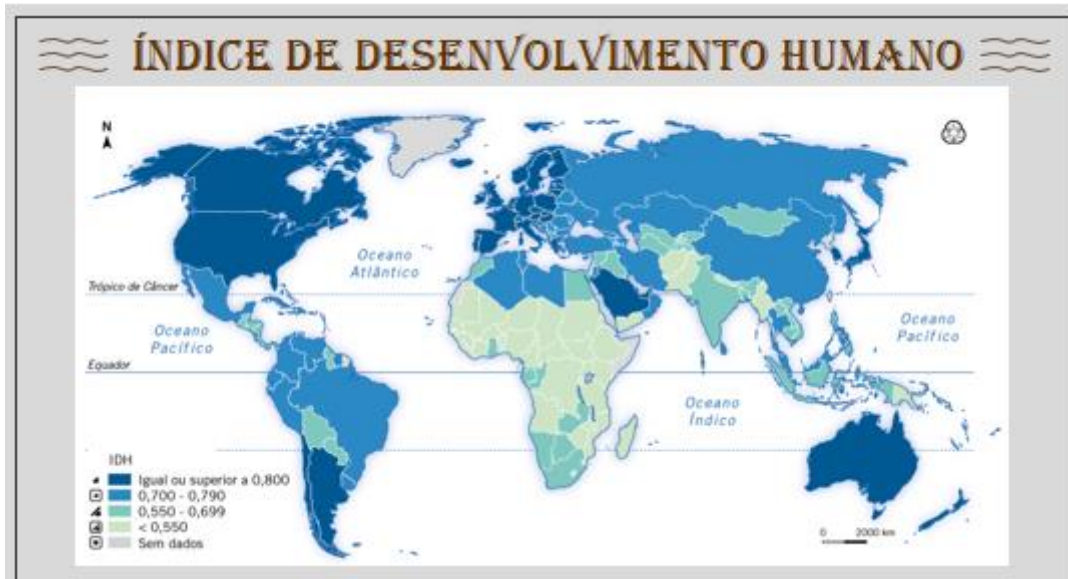 ÍNDICE DE DESENVOLVIMENTO HUMANO
N
Oceano
Atlântico
Trópico de Câncer
Oceano
Pacífico
Oceano
Pacífico
Equador
Oceano
Índico
IDH
Igual ou superior a 0,800
0,700 - 0,790
0,550 - 0,699
< 0,550
Sem dados
0 2000 km